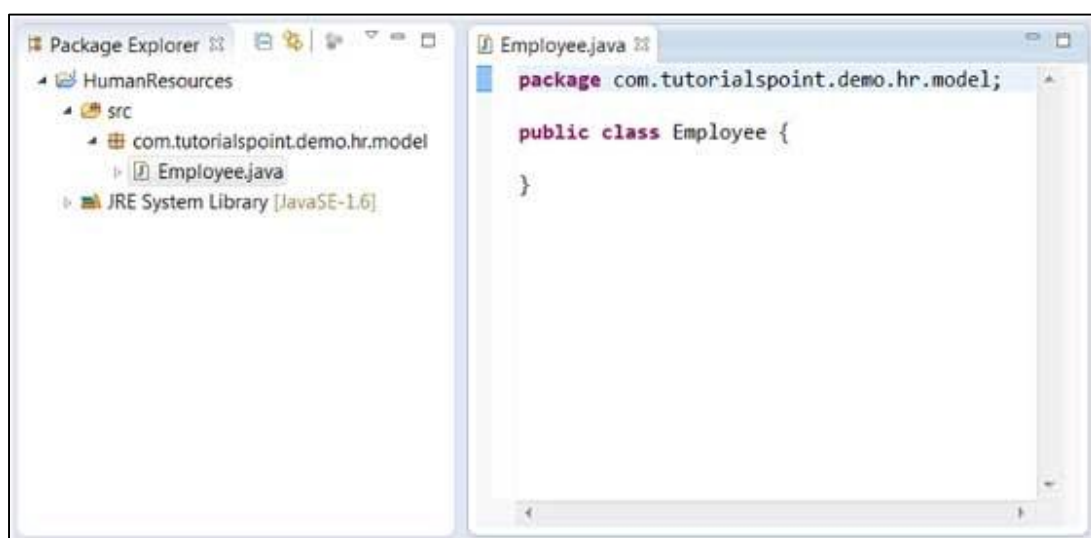 Package Explorer
HumanResources
src
com.tutorialspoint.demo.hr.model
Employee.java
JRE System Library [JavaSE-1.6]
Employee.java
package com.tutorialspoint.demo.hr.model;
public class Employee {
}